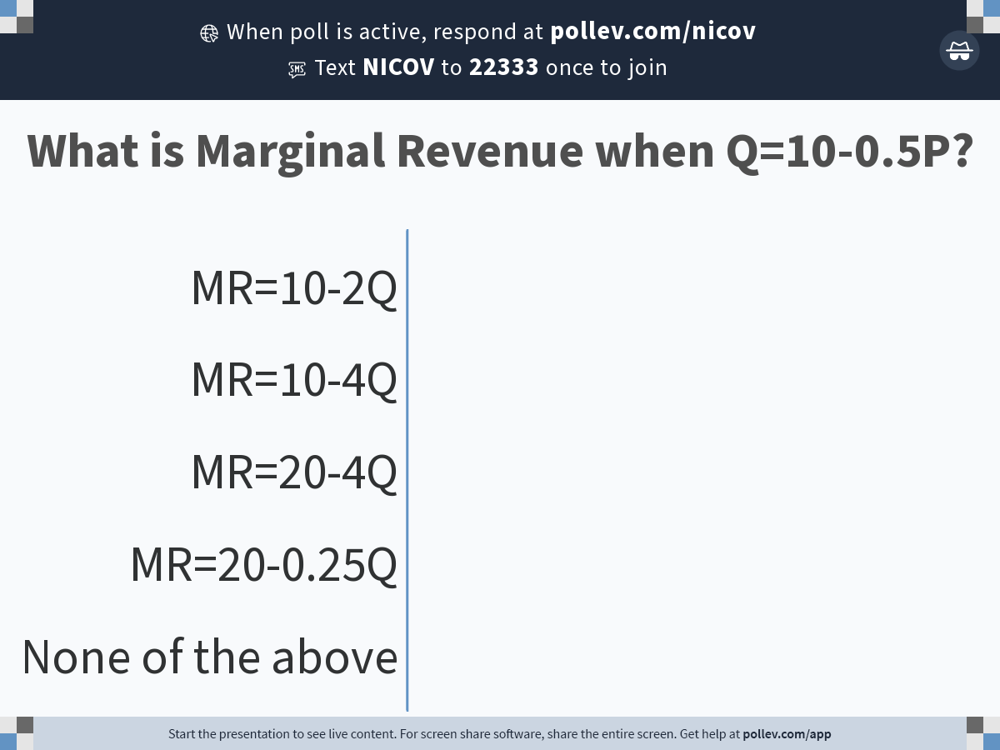 When poll is active, respond at pollev.com/nicov
SMS Text NICOV to 22333 once to join
What is Marginal Revenue when Q=10-0.5P?
MR=10-2Q
MR=10-4Q
MR=20-4Q
MR=20-0.25Q
None of the above
Start the presentation to see live content. For screen share software, share the entire screen. Get help at pollev.com/app